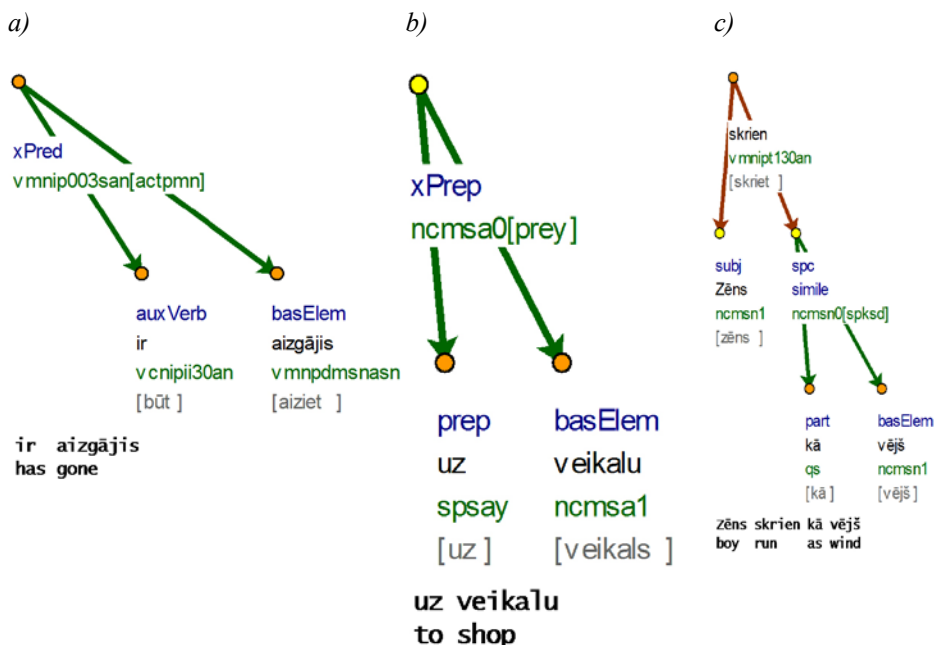 a)
xPred
vmnip003san[actpmn]
auxVerb
ir
vcnipii30an
[būt ]
basElem
aizgājis
vmnpdmsnasn
[aiziet ]
ir aizgājis
has gone
b)
xPrep
ncmsa0[prey]
prep
uz
spsay
[uz ]
basElem
veikalu
ncmsa1
[veikals ]
uz veikalu
to shop
c)
skrien
vmnipt130an
[skriet ]
subj
Zēns
ncmsn1
[zēns ]
spc
simile
ncmsn0[spksd]
part
kā
qs
[kā ]
basElem
vējš
ncmsn1
[vējš ]
Zēns skrien kā vējš
boy run as wind